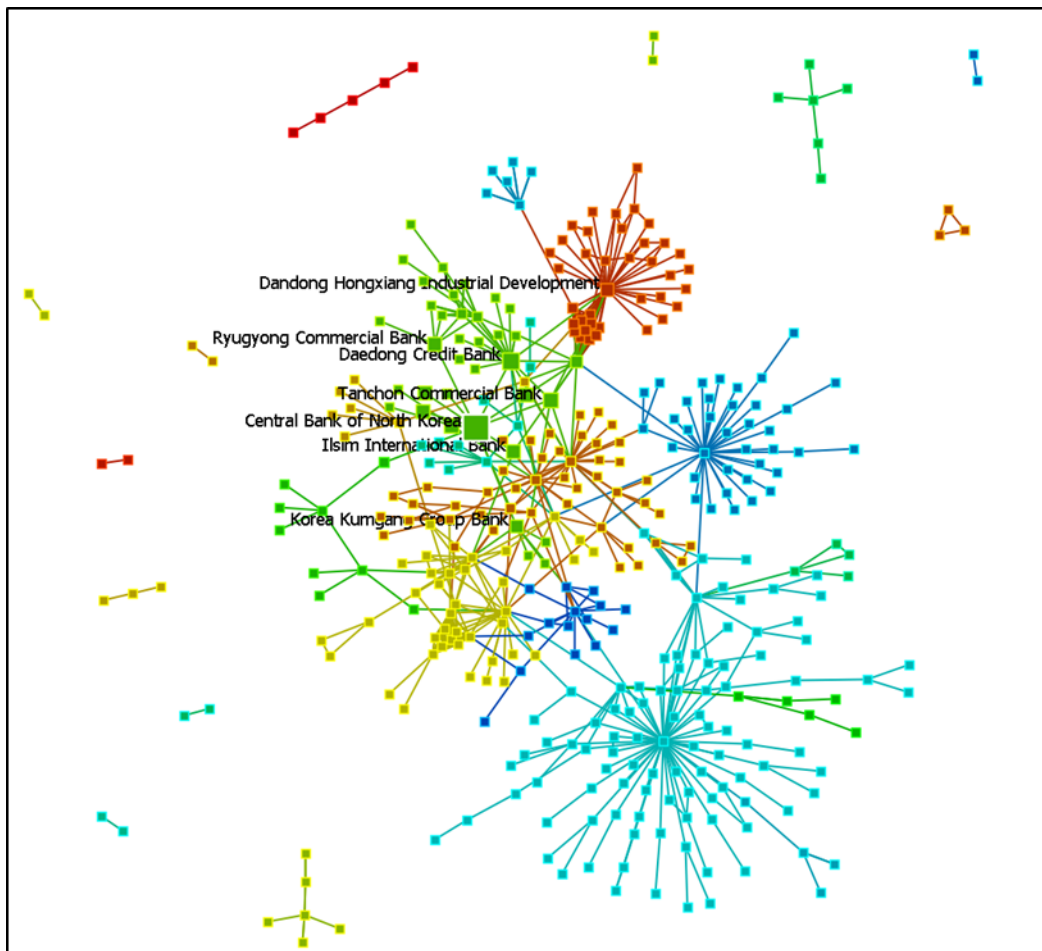 Dandong Hongxiang Industrial Development
Ryugyong Commercial Bank
Daedong Credit Bank
Tanchon Commercial Bank
Central Bank of North Korea
Ilsim International Bank
Korea Kumgang Group Bank